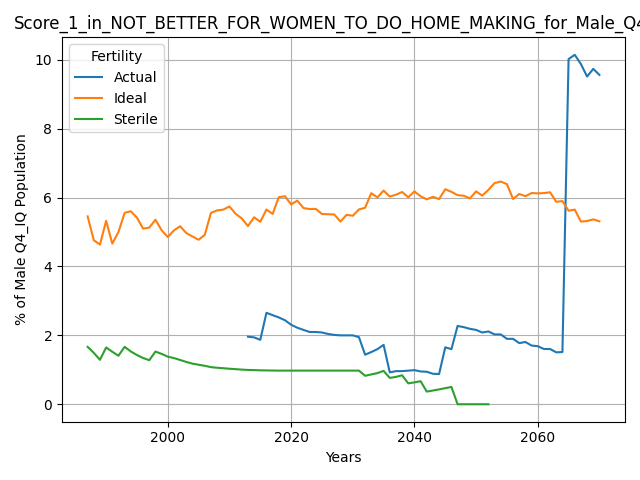 Score_1_in_NOT_BETTER_FOR_WOMEN_TO_DO_HOME_MAKING_for_Male_Q4
Fertility
Actual
Ideal
Sterile
10
8
6
4
2
0
% of Male Q4_IQ Population
2000
2020
2040
2060
Years